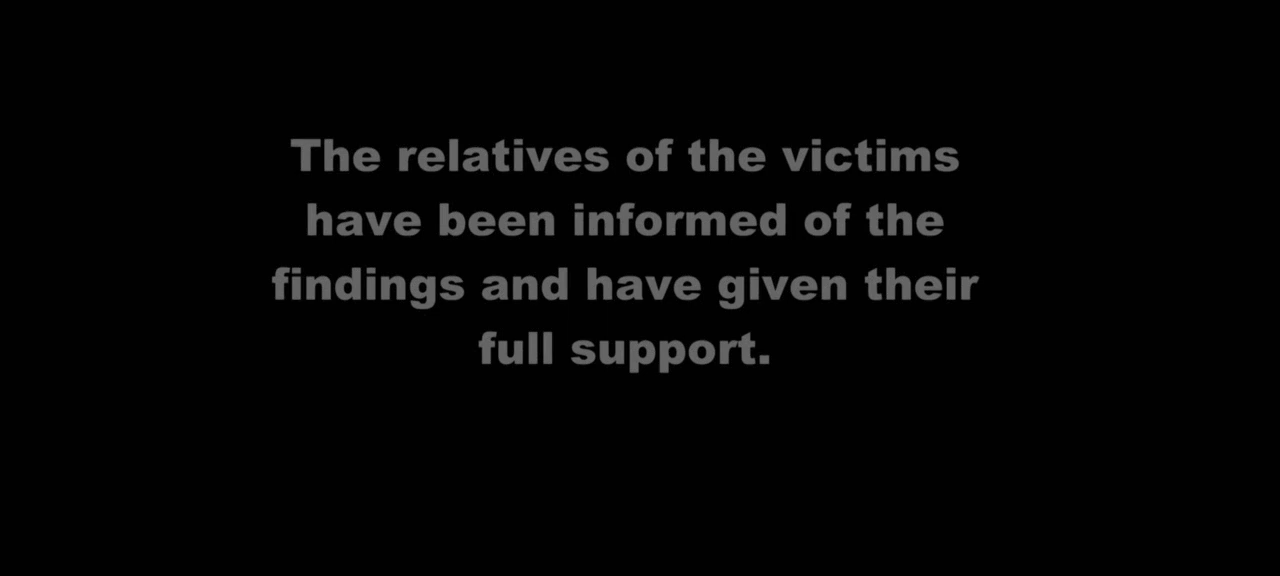 The relatives of the victims
have been informed of the
findings and have given their
full support.